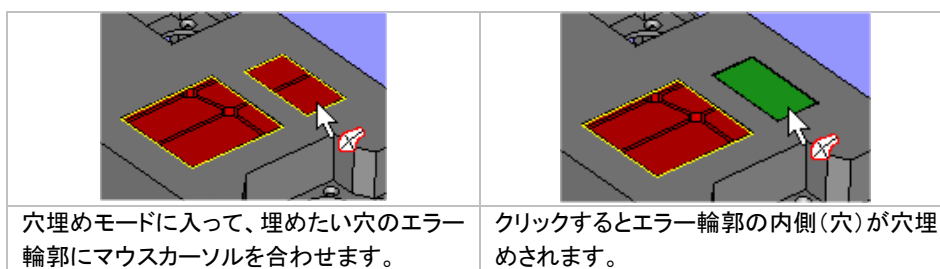 穴埋めモードに入って、埋めたい穴のエラー
輪郭にマウスカーソルを合わせます。
クリックするとエラー輪郭の内側(穴)が穴埋
めされます。